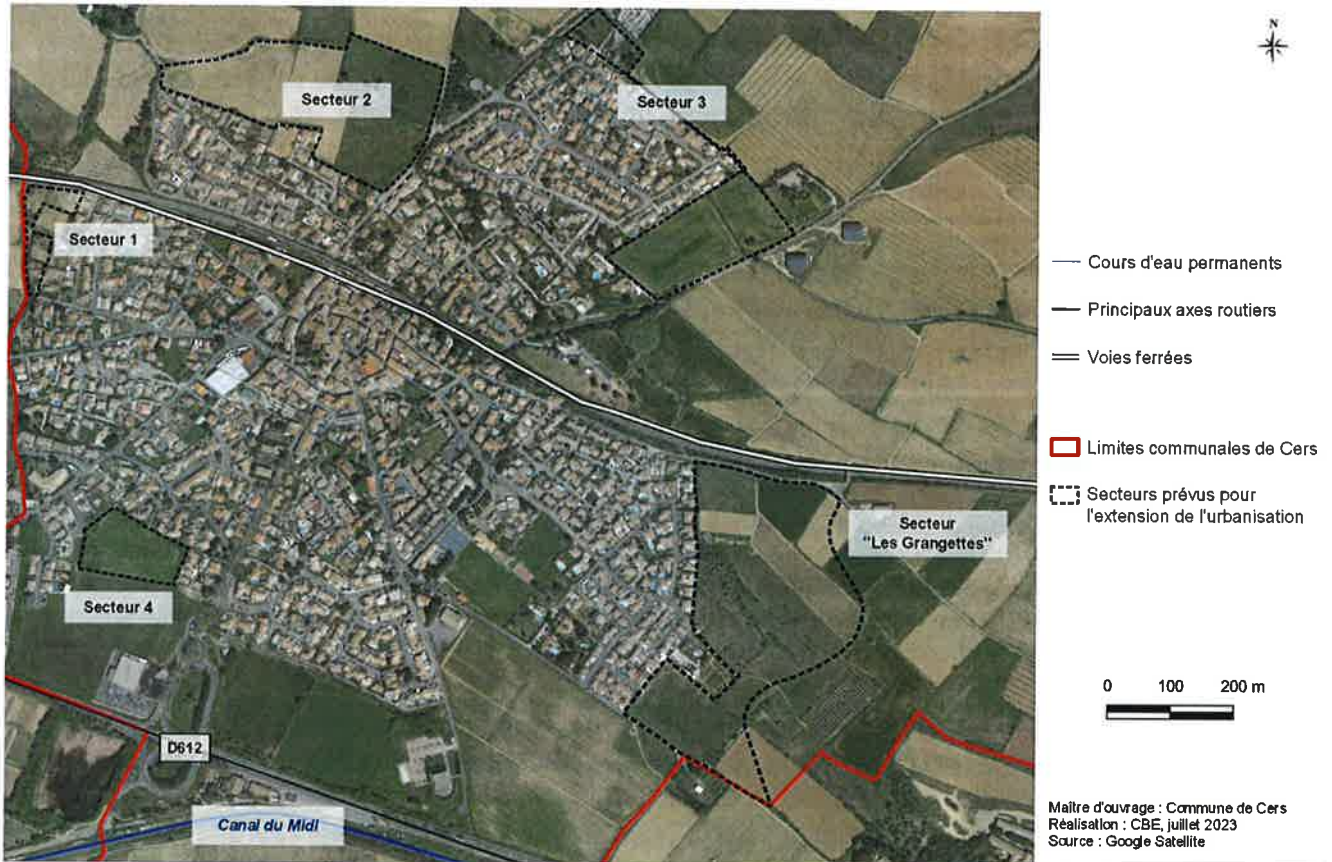 N
Secteur 2
Secteur 3
Secteur 1
Secteur
"Les Grangettes"
Secteur 4
D612
Canal du Midi
Cours d'eau permanents
Principaux axes routiers
Voies ferrées
Limites communales de Cers
Secteurs prévus pour
l'extension de l'urbanisation
0 100 200 m
Maître d'ouvrage : Commune de Cers
Réalisation : CBE, juillet 2023
Source : Google Satellite